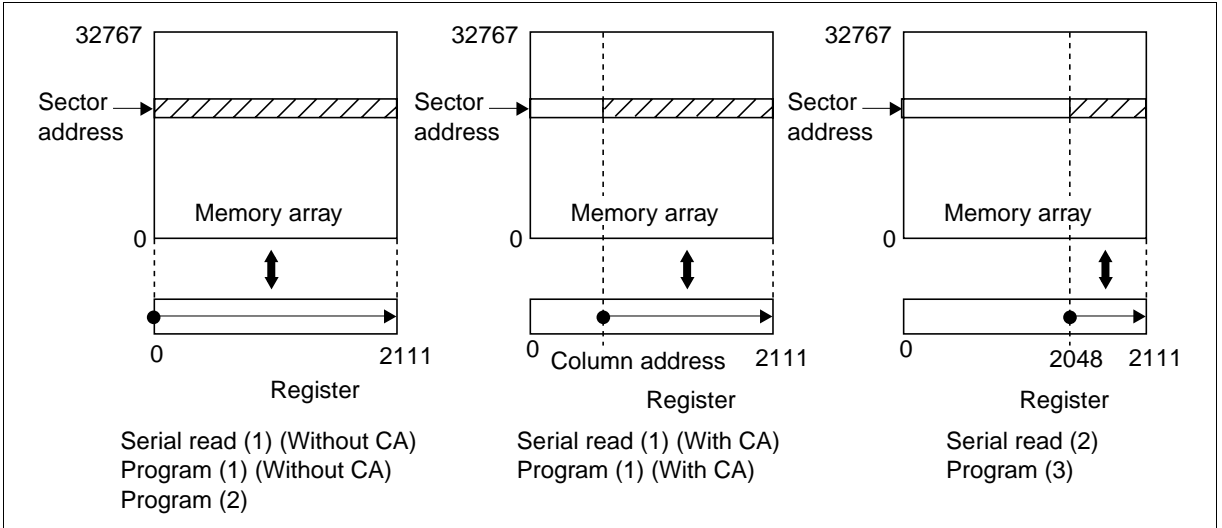 32767
Sector
address
Memory array
0
0
2111
Register
Serial read (1) (Without CA)
Program (1) (Without CA)
Program (2)
32767
Sector
address
Memory array
0
0
Column address
2111
Register
Serial read (1) (With CA)
Program (1) (With CA)
32767
Sector
address
Memory array
0
0
2048
2111
Register
Serial read (2)
Program (3)